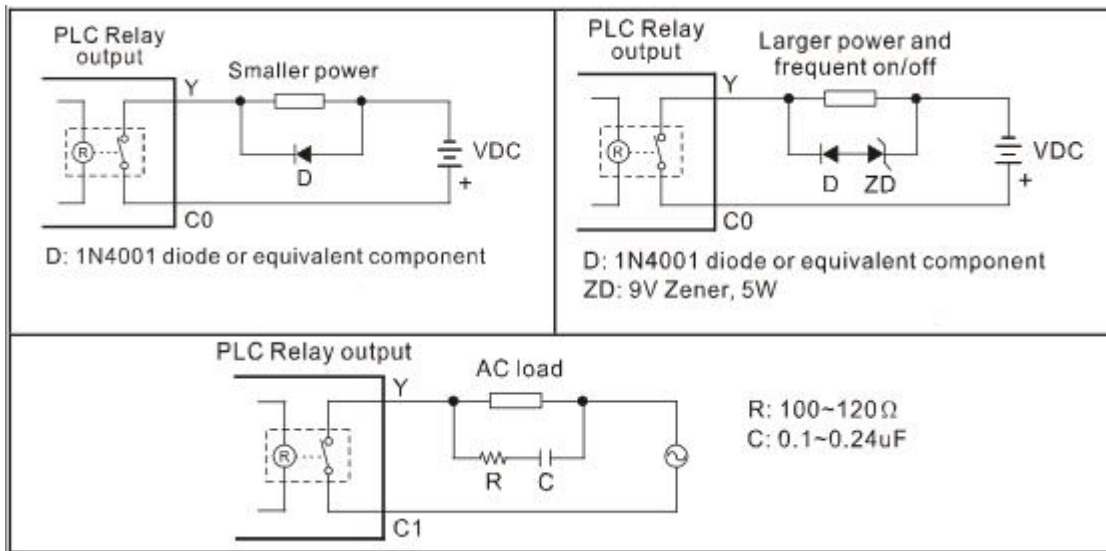 PLC Relay
output
Smaller power
Y
R
D
VDC
+
C0
D: 1N4001 diode or equivalent component
PLC Relay
output
Larger power and
frequent on/off
Y
R
D
ZD
VDC
+
C0
D: 1N4001 diode or equivalent component
ZD: 9V Zener, 5W
PLC Relay output
Y
AC load
R
R
C
C1
R: 100~120Ω
C: 0.1~0.24uF